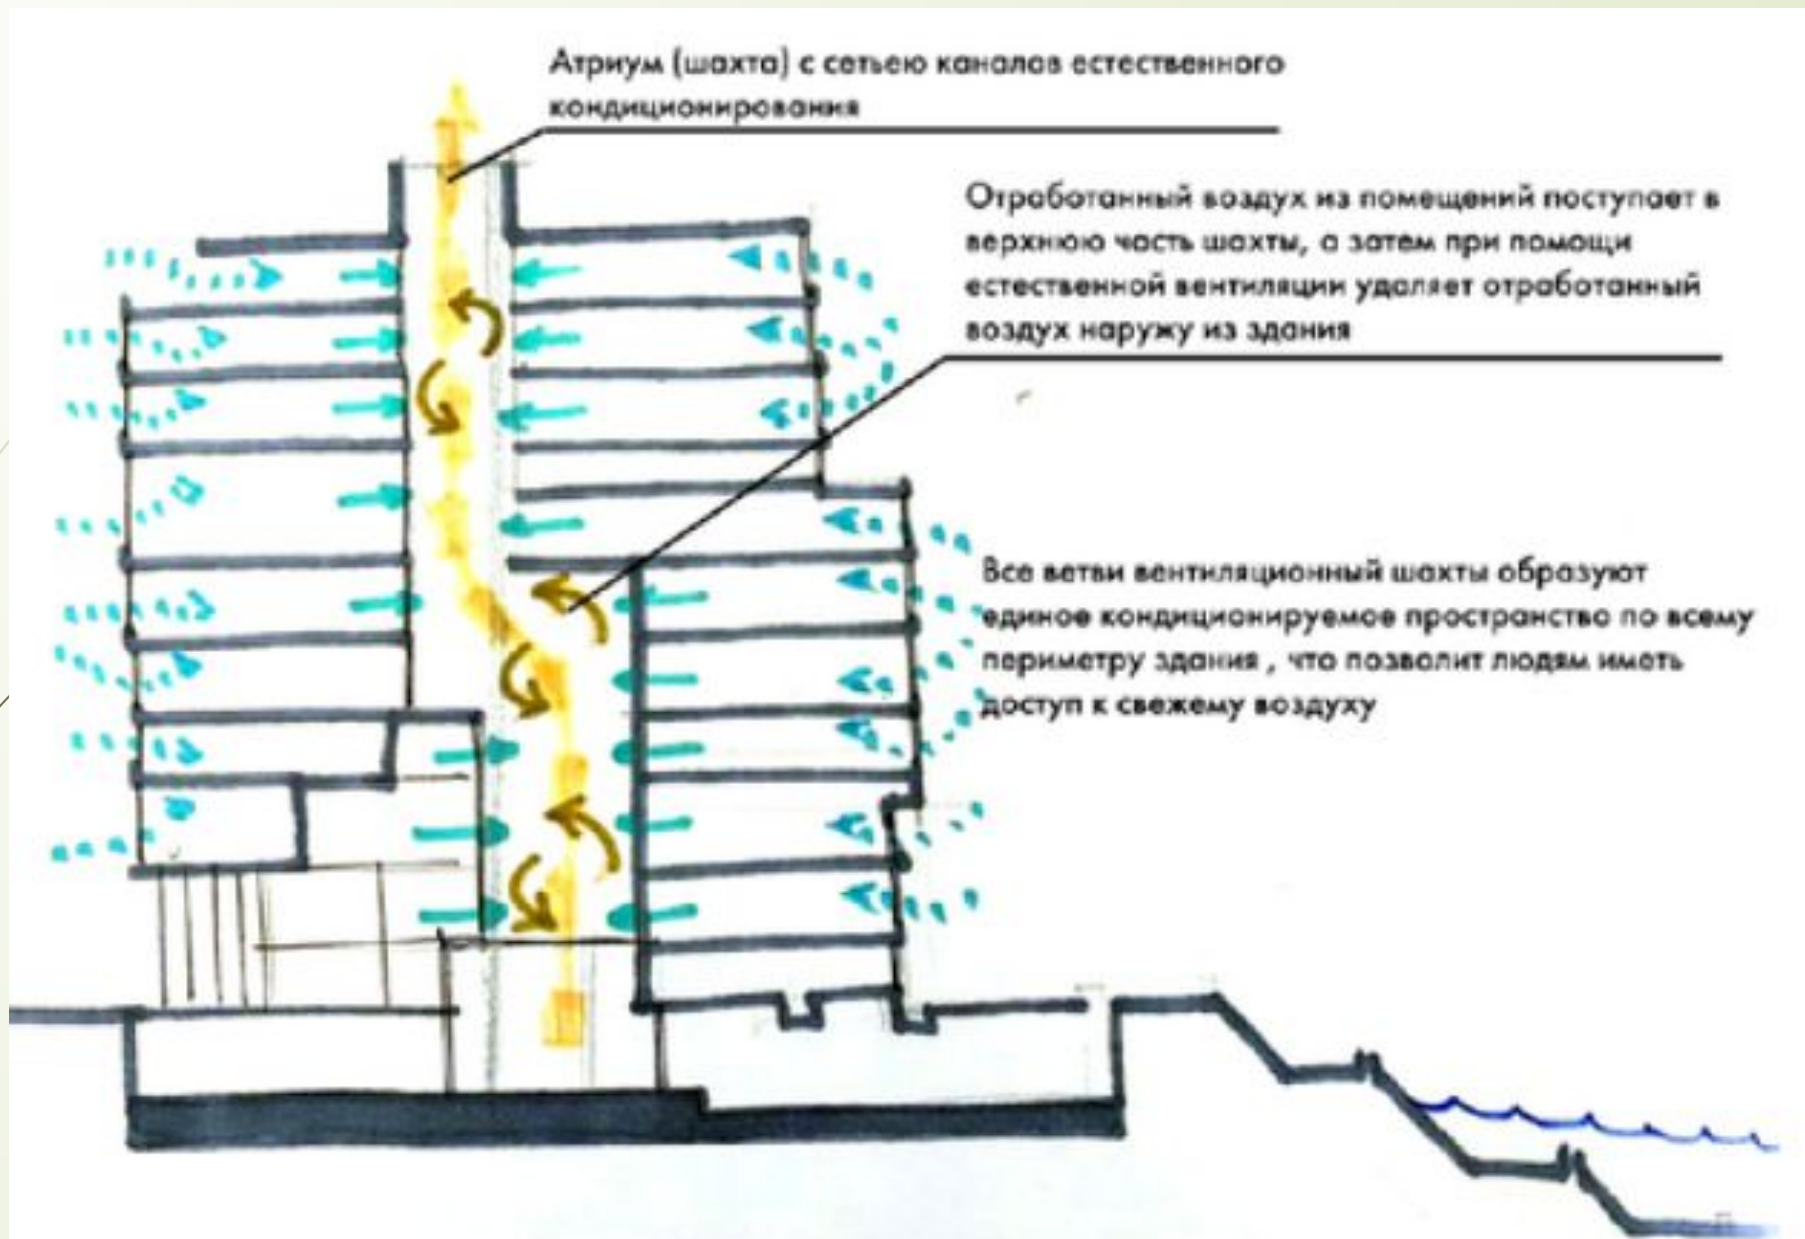 Атриум (шахта) с сетьею каналов естественного
кондиционирования
Отработанный воздух из помещений поступает в
верхнюю часть шахты, а затем при помощи
естественной вентиляции удаляет отработанный
воздух наружу из здания
Все ветви вентиляционный шахты образуют
единое кондиционируемое пространство по всему
периметру здания , что позволит людям иметь
доступ к свежему воздуху